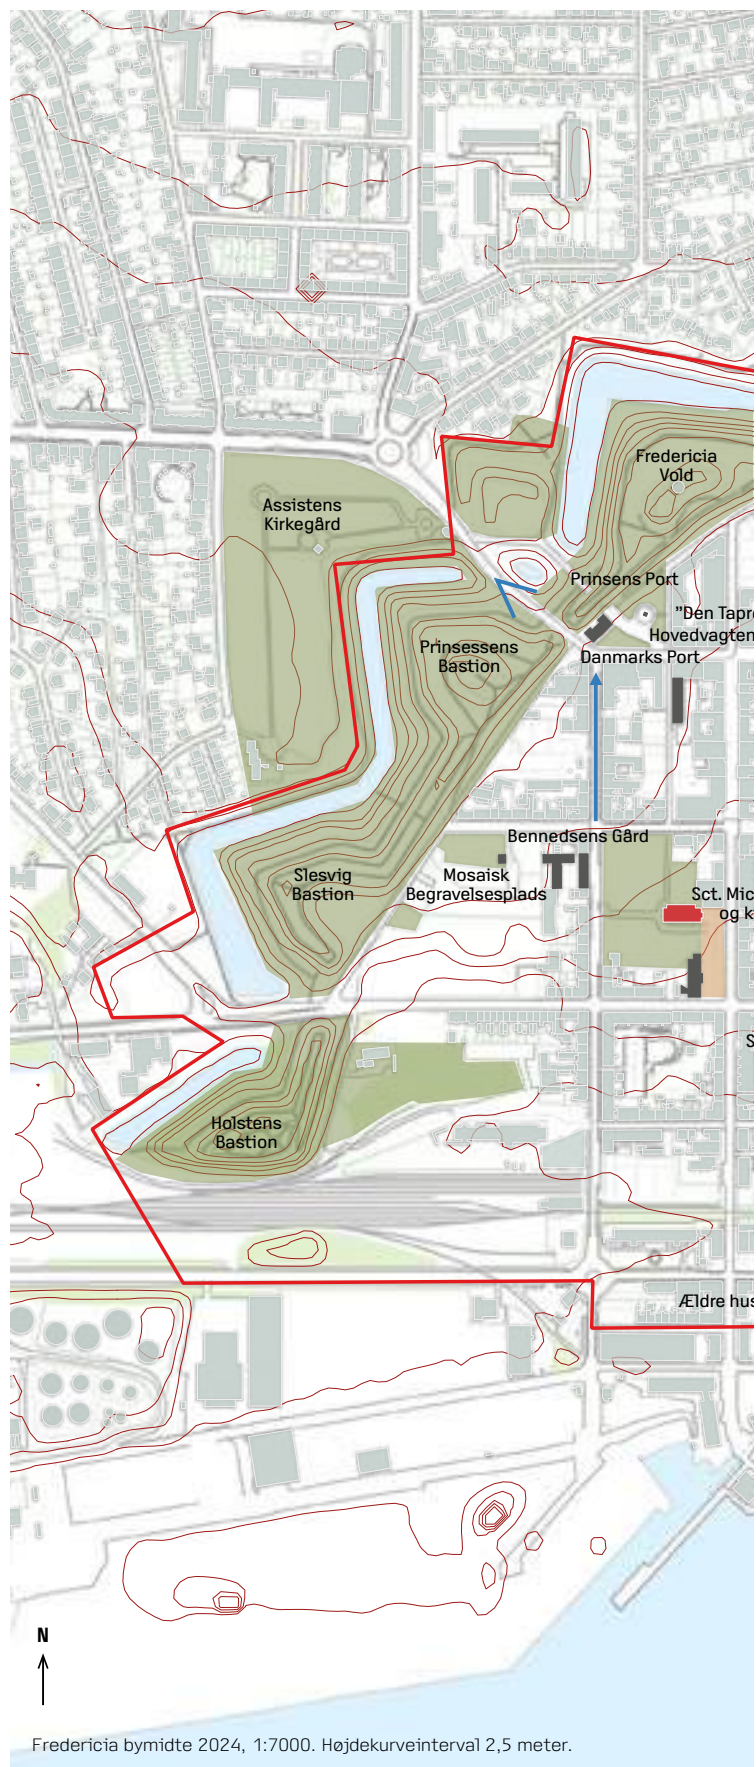 Fredericia
Vold
Assistens
Kirkegård
Prinsens Port
"Den Tapre
Hovedvagten
Danmarks Port
Prinsessens
Bastion
Bennedsens Gård
Slesvig
Bastion
Mosaisk
Begravelsesplads
Sct. Mic
og k
S
Holstens
Bastion
Ældre hus
N
Fredericia bymidte 2024, 1:7000. Højdekurveinterval 2,5 meter.